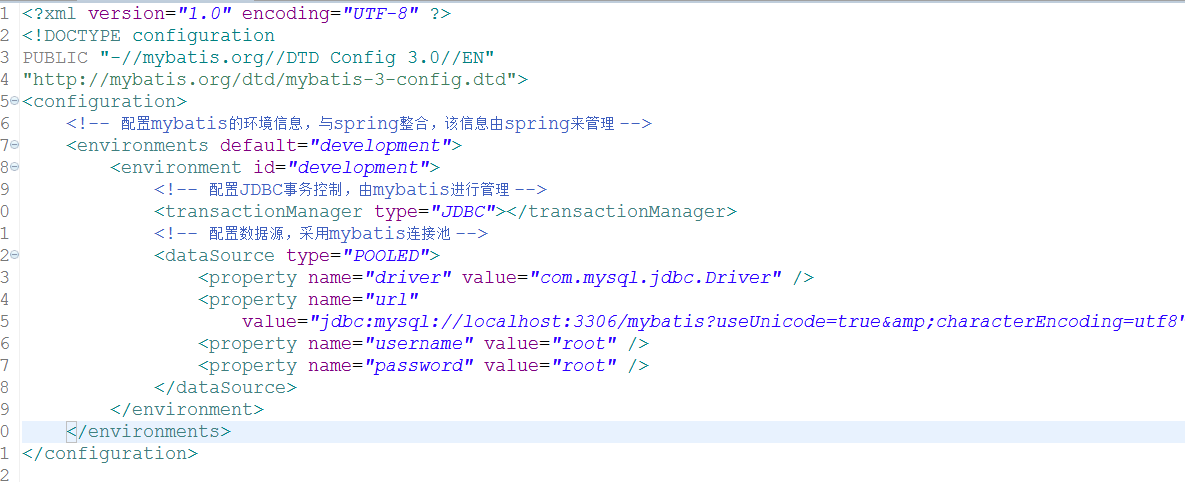 1 <?xml version="1.0" encoding="UTF-8" ?>
2 <!DOCTYPE configuration
3 PUBLIC "-//mybatis.org//DTD Config 3.0//EN"
4 "http://mybatis.org/dtd/mybatis-3-config.dtd">
5 <configuration>
6     <!-- 配置mybatis的环境信息，与spring整合，该信息由spring来管理 -->
7     <environments default="development">
8         <environment id="development">
9             <!-- 配置JDBC事务控制，由mybatis进行管理 -->
0             <transactionManager type="JDBC"></transactionManager>
1             <!-- 配置数据源，采用mybatis连接池 -->
2             <dataSource type="POOLED">
3                 <property name="driver" value="com.mysql.jdbc.Driver" />
4                 <property name="url"
5                     value="jdbc:mysql://localhost:3306/mybatis?useUnicode=true&amp;characterEncoding=utf8"
6                 <property name="username" value="root" />
7                 <property name="password" value="root" />
8             </dataSource>
9         </environment>
0     </environments>
1 </configuration>
2